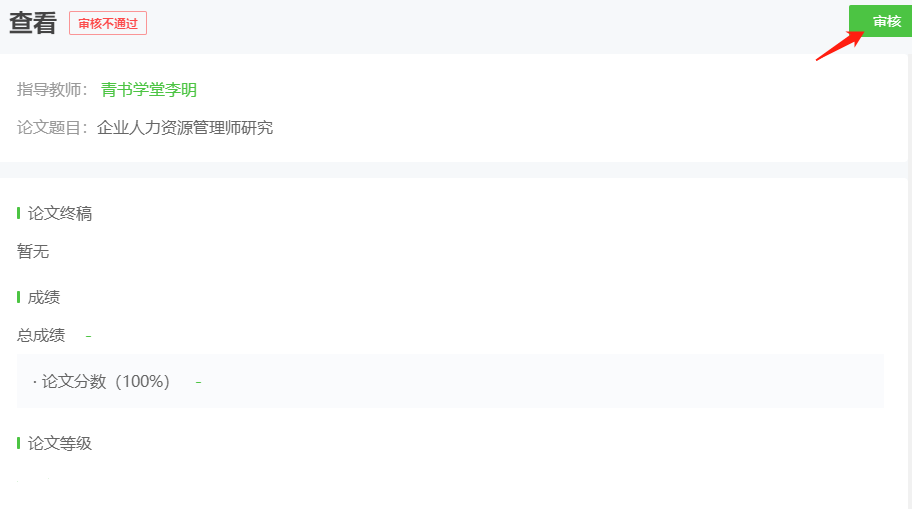 查看 审核不通过 审核
指导教师： 青书学堂李明
论文题目：企业人力资源管理师研究
论文终稿
暂无
成绩
总成绩 -
· 论文分数（100%） -
论文等级